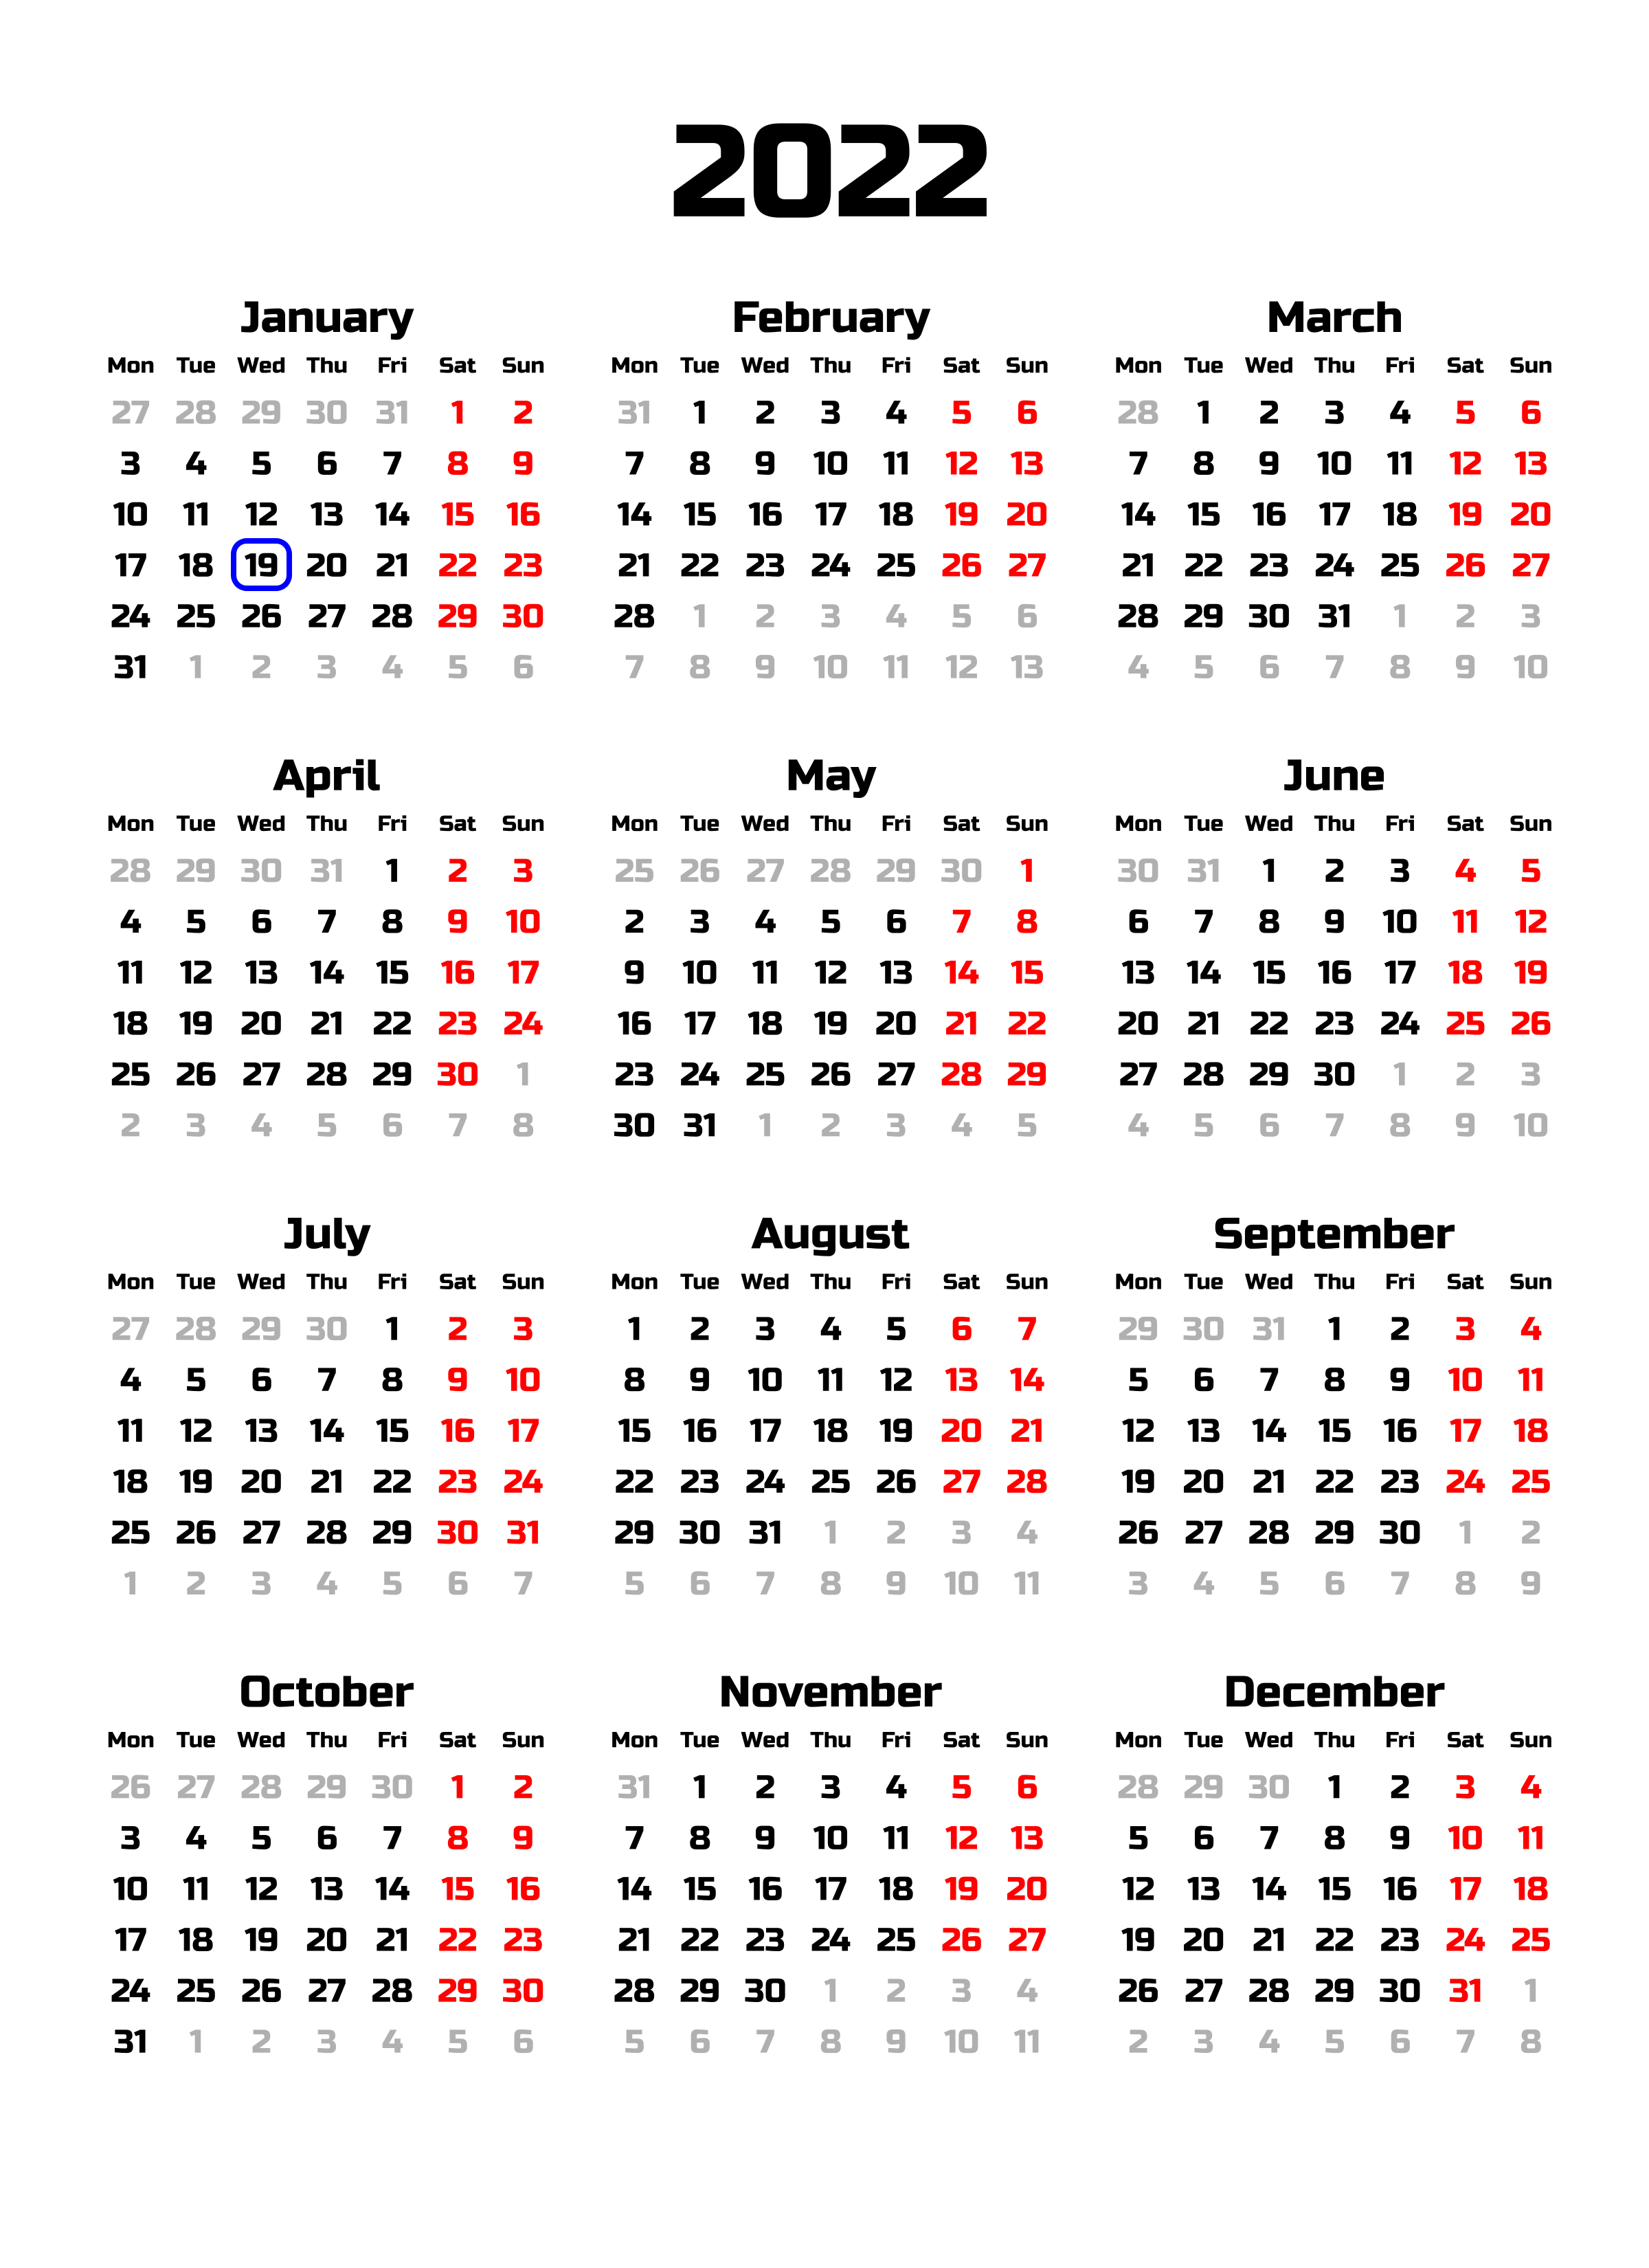 2022
January February March
Mon Tue Wed Thu Fri Sat Sun Mon Tue Wed Thu Fri Sat Sun Mon Tue Wed Thu Fri Sat Sun
27 28 29 30 31 1 2 31 1 2 3 4 5 6 28 1 2 3 4 5 6
3 4 5 6 7 8 9 7 8 9 10 11 12 13 7 8 9 10 11 12 13
10 11 12 13 14 15 16 14 15 16 17 18 19 20 14 15 16 17 18 19 20
17 18 19 20 21 22 23 21 22 23 24 25 26 27 21 22 23 24 25 26 27
24 25 26 27 28 29 30 28 1 2 3 4 5 6 28 29 30 31 1 2 3
31 1 2 3 4 5 6 7 8 9 10 11 12 13 4 5 6 7 8 9 10
April May June
Mon Tue Wed Thu Fri Sat Sun Mon Tue Wed Thu Fri Sat Sun Mon Tue Wed Thu Fri Sat Sun
28 29 30 31 1 2 3 25 26 27 28 29 30 1 30 31 1 2 3 4 5
4 5 6 7 8 9 10 2 3 4 5 6 7 8 6 7 8 9 10 11 12
11 12 13 14 15 16 17 9 10 11 12 13 14 15 13 14 15 16 17 18 19
18 19 20 21 22 23 24 16 17 18 19 20 21 22 20 21 22 23 24 25 26
25 26 27 28 29 30 1 23 24 25 26 27 28 29 27 28 29 30 1 2 3
2 3 4 5 6 7 8 30 31 1 2 3 4 5 4 5 6 7 8 9 10
July August September
Mon Tue Wed Thu Fri Sat Sun Mon Tue Wed Thu Fri Sat Sun Mon Tue Wed Thu Fri Sat Sun
27 28 29 30 1 2 3 1 2 3 4 5 6 7 29 30 31 1 2 3 4
4 5 6 7 8 9 10 8 9 10 11 12 13 14 5 6 7 8 9 10 11
11 12 13 14 15 16 17 15 16 17 18 19 20 21 12 13 14 15 16 17 18
18 19 20 21 22 23 24 22 23 24 25 26 27 28 19 20 21 22 23 24 25
25 26 27 28 29 30 31 29 30 31 1 2 3 4 26 27 28 29 30 1 2
1 2 3 4 5 6 7 5 6 7 8 9 10 11 3 4 5 6 7 8 9
October November December
Mon Tue Wed Thu Fri Sat Sun Mon Tue Wed Thu Fri Sat Sun Mon Tue Wed Thu Fri Sat Sun
26 27 28 29 30 1 2 31 1 2 3 4 5 6 28 29 30 1 2 3 4
3 4 5 6 7 8 9 7 8 9 10 11 12 13 5 6 7 8 9 10 11
10 11 12 13 14 15 16 14 15 16 17 18 19 20 12 13 14 15 16 17 18
17 18 19 20 21 22 23 21 22 23 24 25 26 27 19 20 21 22 23 24 25
24 25 26 27 28 29 30 28 29 30 1 2 3 4 26 27 28 29 30 31 1
31 1 2 3 4 5 6 5 6 7 8 9 10 11 2 3 4 5 6 7 8